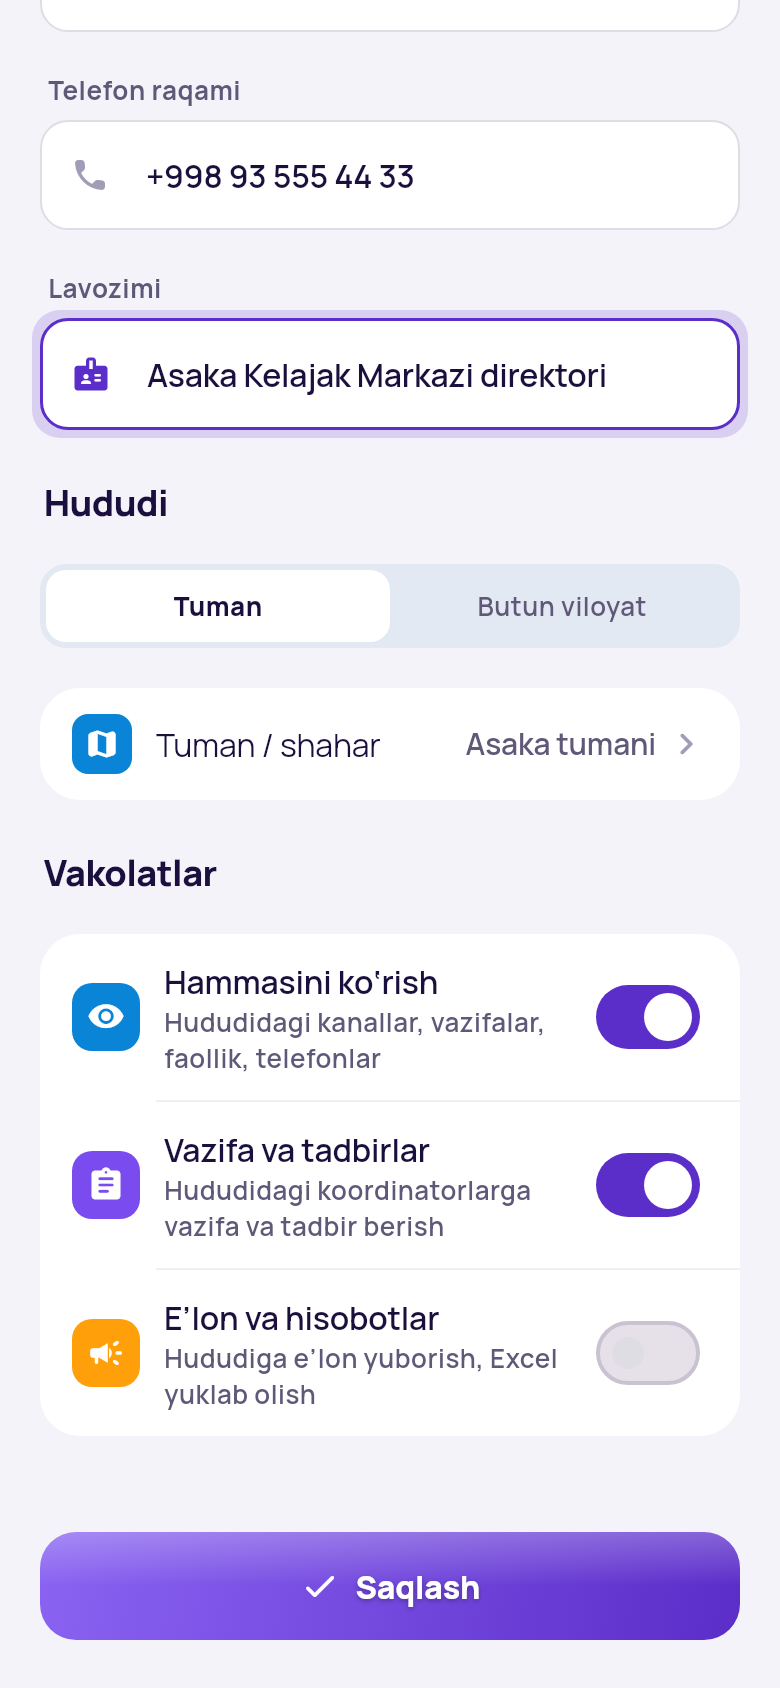 Telefon raqami
+998 93 555 44 33
Lavozimi
Asaka Kelajak Markazi direktori
Hududi
Tuman
Butun viloyat
Tuman / shahar
Asaka tumani
Vakolatlar
Hammasini ko‘rish
Hududidagi kanallar, vazifalar,
faollik, telefonlar
Vazifa va tadbirlar
Hududidagi koordinatorlarga
vazifa va tadbir berish
E’lon va hisobotlar
Hududiga e’lon yuborish, Excel
yuklab olish
Saqlash